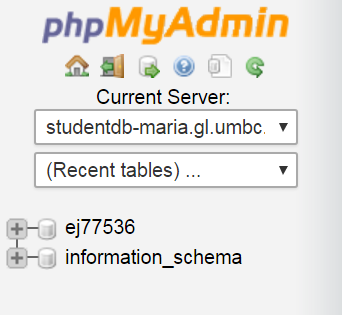 phpMyAdmin
Current Server:
studentdb-maria.gl.umbc.
(Recent tables) ...
ej77536
information_schema